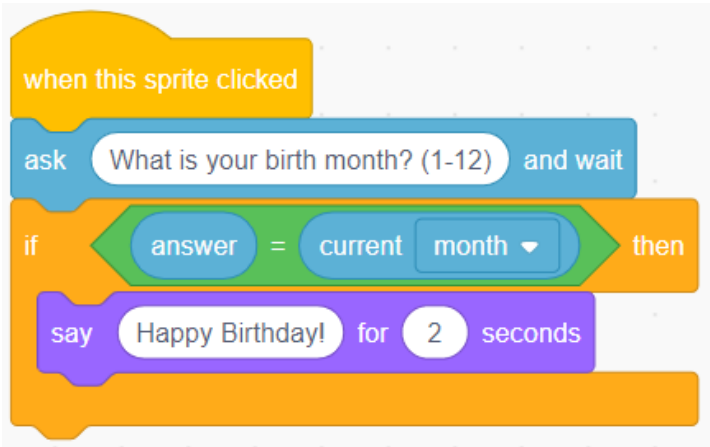 when this sprite clicked
ask What is your birth month? (1-12) and wait
if answer = current month then
say Happy Birthday! for 2 seconds